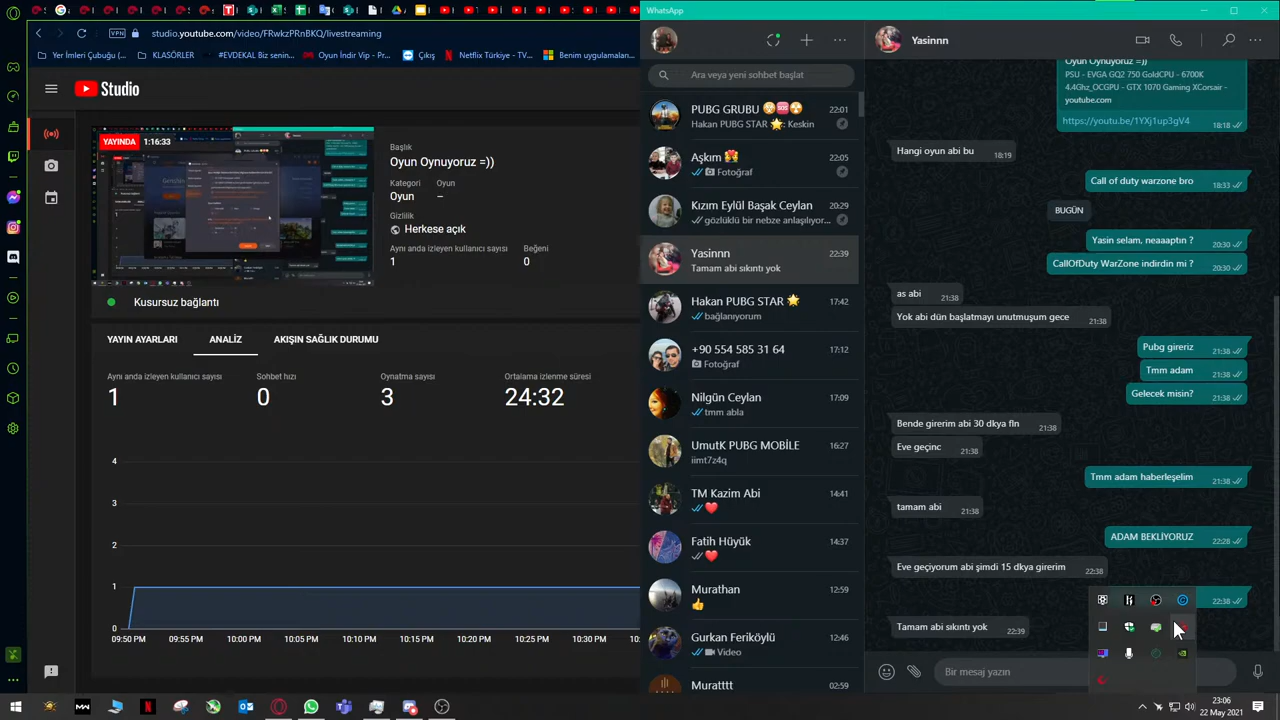 VPN
studio.youtube.com/video/FRwkzPRnBKQ/livestreaming
Yer İmleri Çubuğu (...
KLASÖRLER
#EVDEKAL Biz senin...
Oyun İndir Vip - Pro...
Çıkış
Netflix Türkiye - TV...
Benim uygulamala...
Studio
YAYINDA 1:16:33
Başlık
Oyun Oynuyoruz =))
Kategori Oyun
Oyun –
Gizlilik
Herkese açık
Aynı anda izleyen kullanıcı sayısı Beğeni
1 0
Kusursuz bağlantı
YAYIN AYARLARI ANALİZ AKIŞIN SAĞLIK DURUMU
Aynı anda izleyen kullanıcı sayısı Sohbet hızı Oynatma sayısı Ortalama izlenme süresi
1 0 3 24:32
4
3
2
1
0
09:50 PM 09:55 PM 10:00 PM 10:05 PM 10:10 PM 10:15 PM 10:20 PM 10:25 PM 10:30 PM 10:
WhatsApp
Ara veya yeni sohbet başlat
PUBG GRUBU 🆘 22:01
Hakan PUBG STAR 🌟: Keskin
Aşkım 22:05
Fotoğraf
Kızım Eylül Başak Ceylan 22:05
gözlüklü bir nebze anlaşılıyor...
Yasinnn 22:39
Tamam abi sıkıntı yok
Hakan PUBG STAR 🌟 17:42
bağlanıyorum
+90 554 585 31 64 17:12
Fotoğraf
Nilgün Ceylan 17:09
tmm abla
UmutK PUBG MOBİLE 16:27
iimt7z4q
TM Kazim Abi 14:41
❤️
Fatih Hüyük 14:37
❤️
Murathan 12:59
👍
Gurkan Feriköylü 12:46
Video
Muratttt 02:59
Yasinnn
Oyun Oynuyoruz =))
PSU - EVGA GQ2 750 GoldCPU - 6700K
4.4Ghz_OCGPU - GTX 1070 Gaming XCorsair -
youtube.com
https://youtu.be/1YXj1up3gV4 18:18
Hangi oyun abi bu 18:19
Call of duty warzone bro 18:33
BUGÜN
Yasin selam, neaaaptın ? 20:30
CallOfDuty WarZone indirdin mi ? 20:30
as abi 21:38
Yok abi dün başlatmayı unutmuşum gece 21:38
Pubg gireriz 21:38
Tmm adam 21:38
Gelecek misin? 21:38
Bende girerim abi 30 dkya fln 21:38
Eve geçinc 21:38
Tmm adam haberleşelim 21:38
tamam abi 21:38
ADAM BEKLİYORUZ 22:28
Eve geçiyorum abi şimdi 15 dkya girerim 22:38
22:38
Tamam abi sıkıntı yok 22:39
Bir mesaj yazın
23:06
22 May 2021